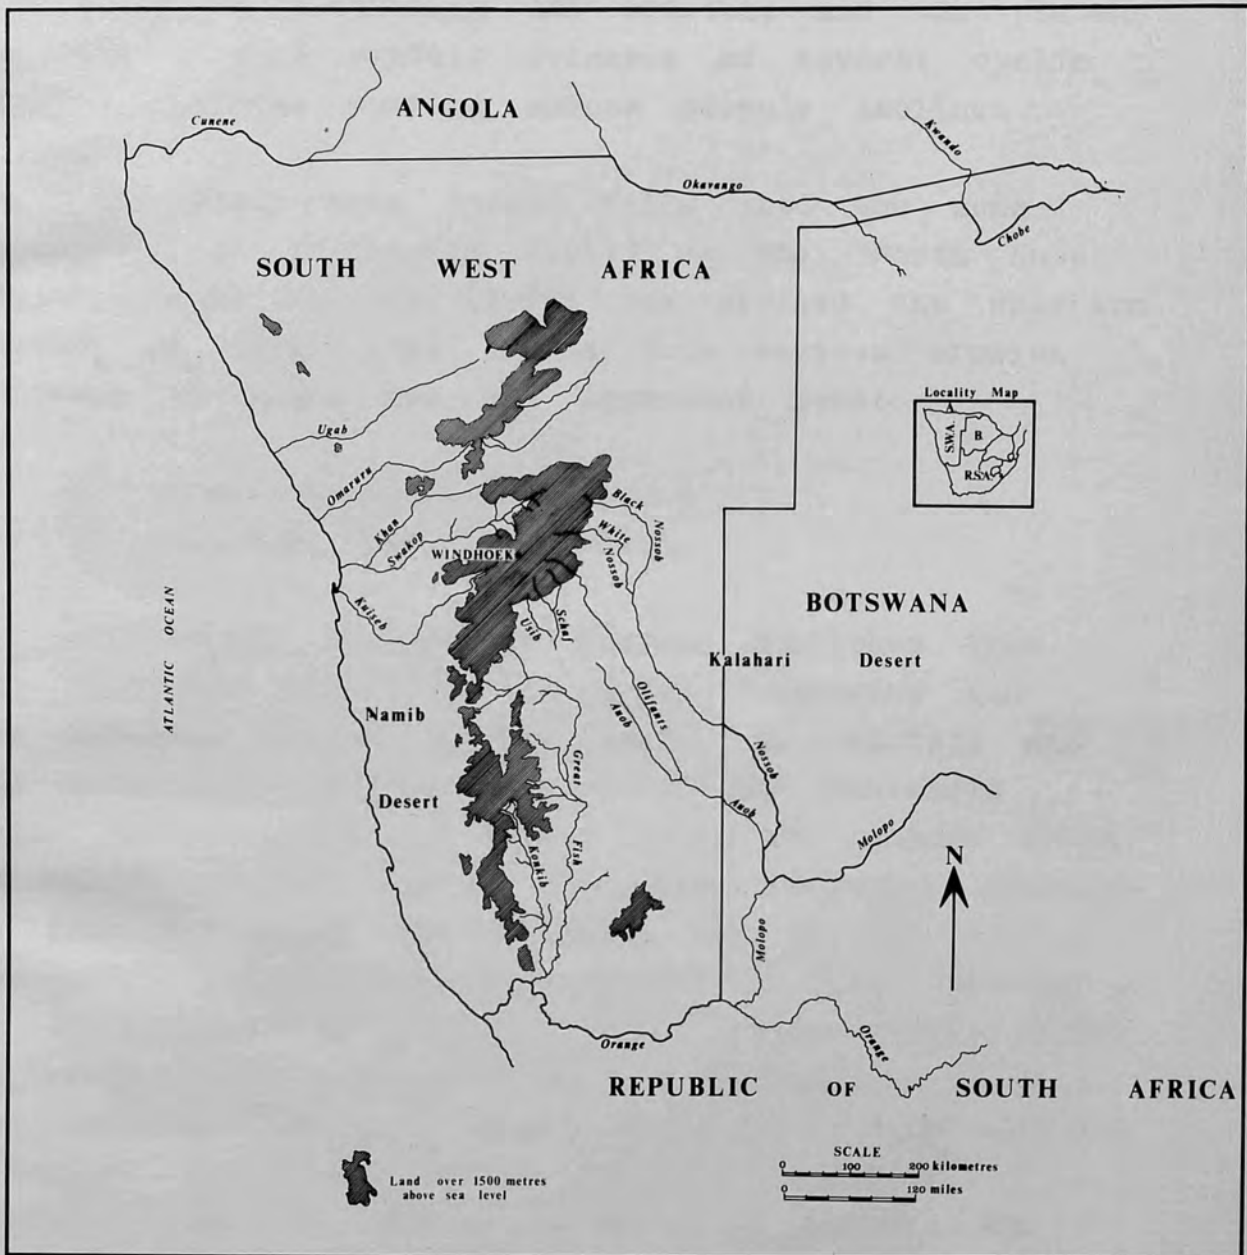 ANGOLA
Cunene
Kwando
Okavango
Chobe
SOUTH WEST AFRICA
Locality Map
A.
S.W.A.
B.
R.S.A.
Ugab
Omaruru
Khan
Swakop
WINDHOEK
Black
Nossob
White
Nossob
Kuiseb
Usib
Schaf
ATLANTIC OCEAN
BOTSWANA
Kalahari Desert
Olifants
Auob
Namib
Desert
Great
Fish
Konkib
Nossob
Auob
Molopo
Molopo
N
Orange
Orange
REPUBLIC OF SOUTH AFRICA
Land over 1500 metres
above sea level
SCALE
0 100 200 kilometres
0 120 miles